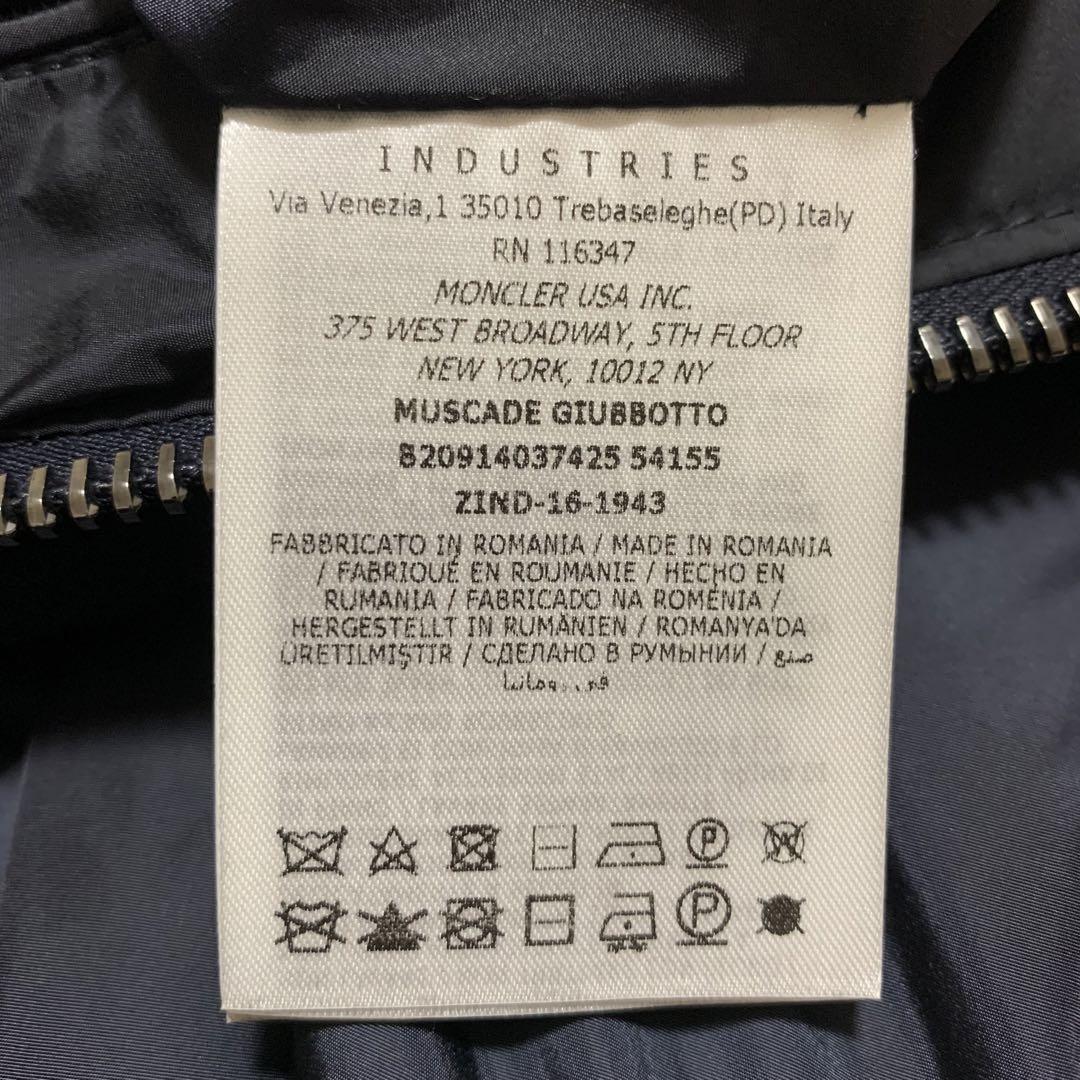 INDUSTRIES
Via Venezia,1 35010 Trebaseleghe(PD) Italy
RN 116347
MONCLER USA INC.
375 WEST BROADWAY, 5TH FLOOR
NEW YORK, 10012 NY
MUSCADE GIUBBOTTO
B20914037425 54155
ZIND-16-1943
FABBRICATO IN ROMANIA / MADE IN ROMANIA
/ FABRIQUÉ EN ROUMANIE / HECHO EN
RUMANIA / FABRICADO NA ROMÉNIA /
HERGESTELLT IN RUMÄNIEN / ROMANYA'DA
ÜRETILMIŞTIR / СДЕЛАНО В РУМЫНИИ / صنع
P W
P